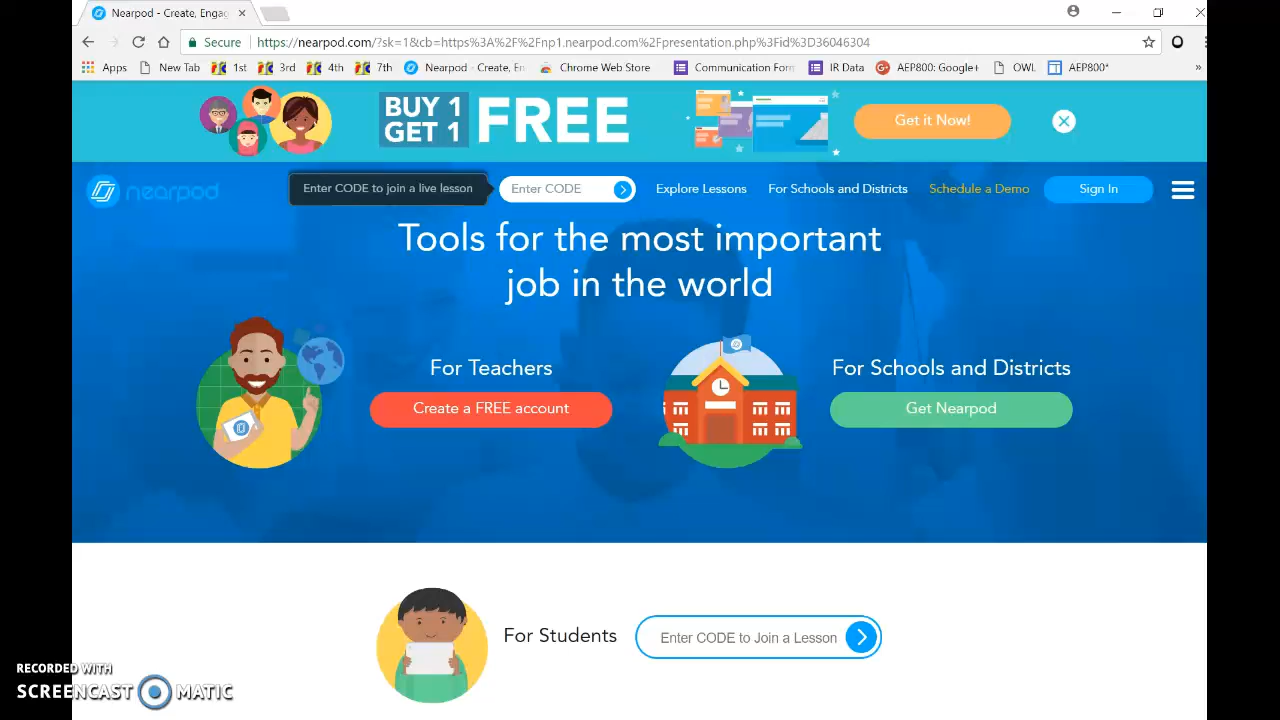 Nearpod - Create, Engag
Secure https://nearpod.com/?sk=1&cb=https%3A%2F%2Fnp1.nearpod.com%2Fpresentation.php%3Fid%3D36046304
Apps New Tab 1st 3rd 4th 7th Nearpod - Create, En Chrome Web Store Communication Form IR Data AEP800: Google+ OWL AEP800* »
BUY 1
GET 1 FREE
Get it Now!
nearpod Enter CODE to join a live lesson Enter CODE Explore Lessons For Schools and Districts Schedule a Demo Sign In
Tools for the most important
job in the world
For Teachers For Schools and Districts
Create a FREE account Get Nearpod
For Students Enter CODE to Join a Lesson
RECORDED WITH
SCREENCAST MATIC